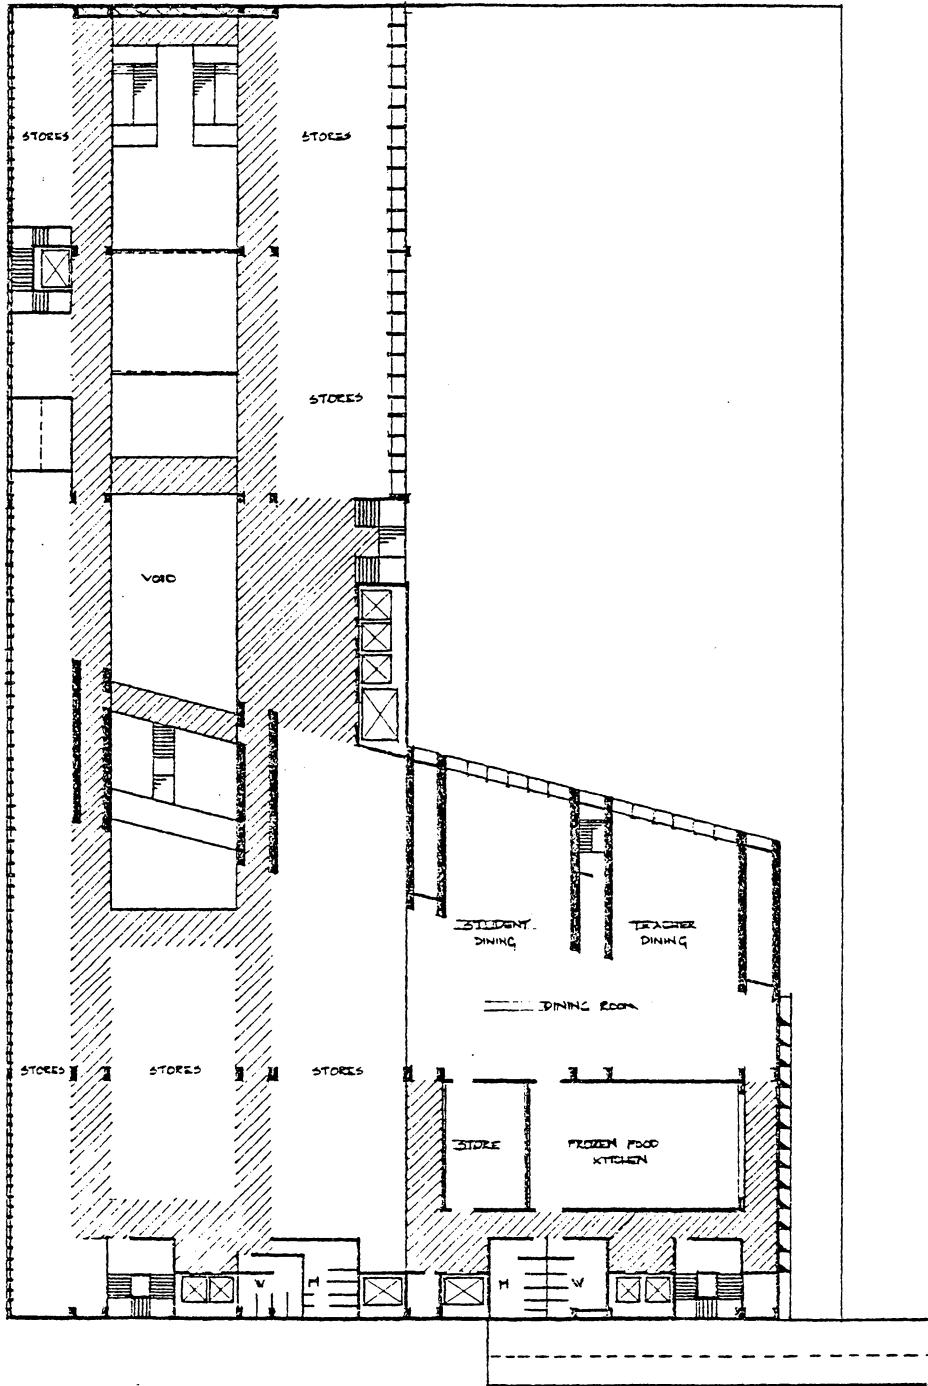 STORES
STORES
STORES
VOID
STUDENT
DINING
TEACHER
DINING
DINING ROOM
STORES
STORES
STORES
STORE
FROZEN FOOD
KITCHEN
W
M
M
W